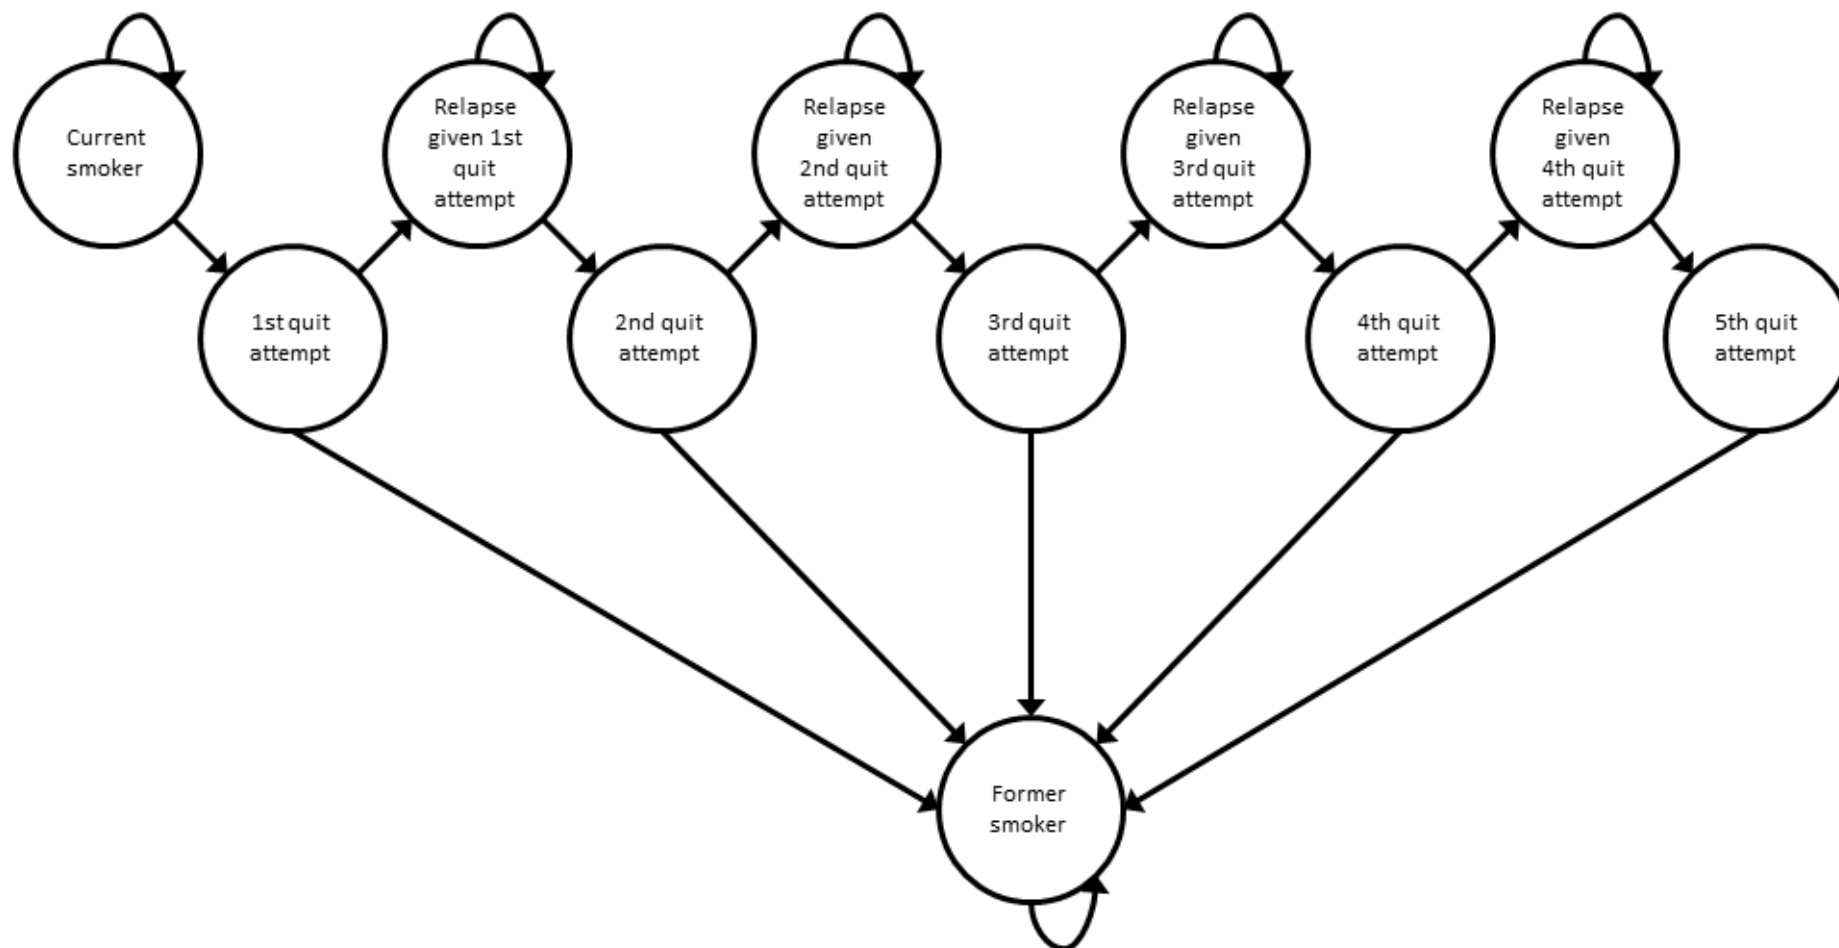 Current
smoker
Relapse
given 1st
quit
attempt
Relapse
given
2nd quit
attempt
Relapse
given
3rd quit
attempt
Relapse
given
4th quit
attempt
1st quit
attempt
2nd quit
attempt
3rd quit
attempt
4th quit
attempt
5th quit
attempt
Former
smoker